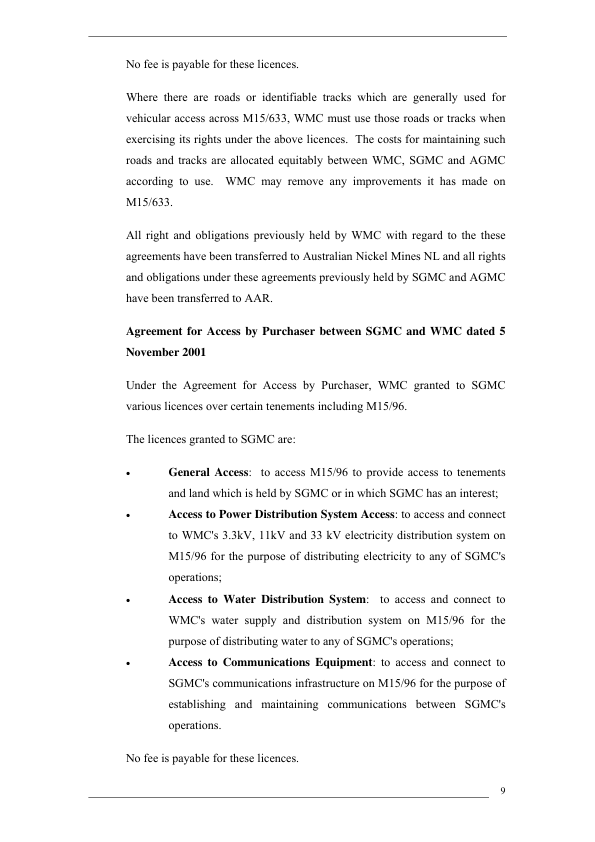 No fee is payable for these licences.
Where there are roads or identifiable tracks which are generally used for
vehicular access across M15/633, WMC must use those roads or tracks when
exercising its rights under the above licences.  The costs for maintaining such
roads and tracks are allocated equitably between WMC, SGMC and AGMC
according to use.  WMC may remove any improvements it has made on
M15/633.
All right and obligations previously held by WMC with regard to the these
agreements have been transferred to Australian Nickel Mines NL and all rights
and obligations under these agreements previously held by SGMC and AGMC
have been transferred to AAR.
Agreement for Access by Purchaser between SGMC and WMC dated 5
November 2001
Under the Agreement for Access by Purchaser, WMC granted to SGMC
various licences over certain tenements including M15/96.
The licences granted to SGMC are:
• General Access:  to access M15/96 to provide access to tenements
and land which is held by SGMC or in which SGMC has an interest;
• Access to Power Distribution System Access: to access and connect
to WMC's 3.3kV, 11kV and 33 kV electricity distribution system on
M15/96 for the purpose of distributing electricity to any of SGMC's
operations;
• Access to Water Distribution System:  to access and connect to
WMC's water supply and distribution system on M15/96 for the
purpose of distributing water to any of SGMC's operations;
• Access to Communications Equipment: to access and connect to
SGMC's communications infrastructure on M15/96 for the purpose of
establishing and maintaining communications between SGMC's
operations.
No fee is payable for these licences.
9